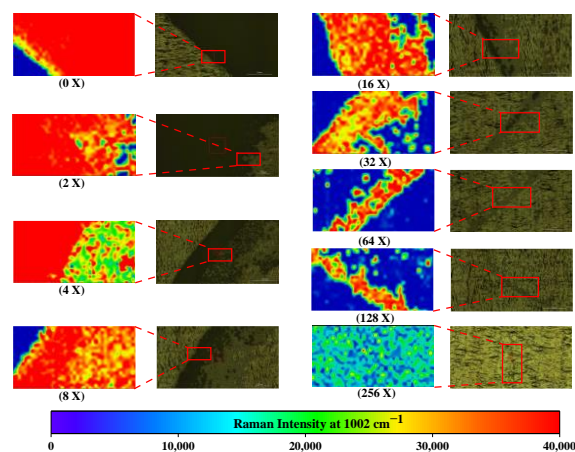 (0 X)
(2 X)
(4 X)
(8 X)
(16 X)
(32 X)
(64 X)
(128 X)
(256 X)
Raman Intensity at 1002 cm⁻¹
0 10,000 20,000 30,000 40,000